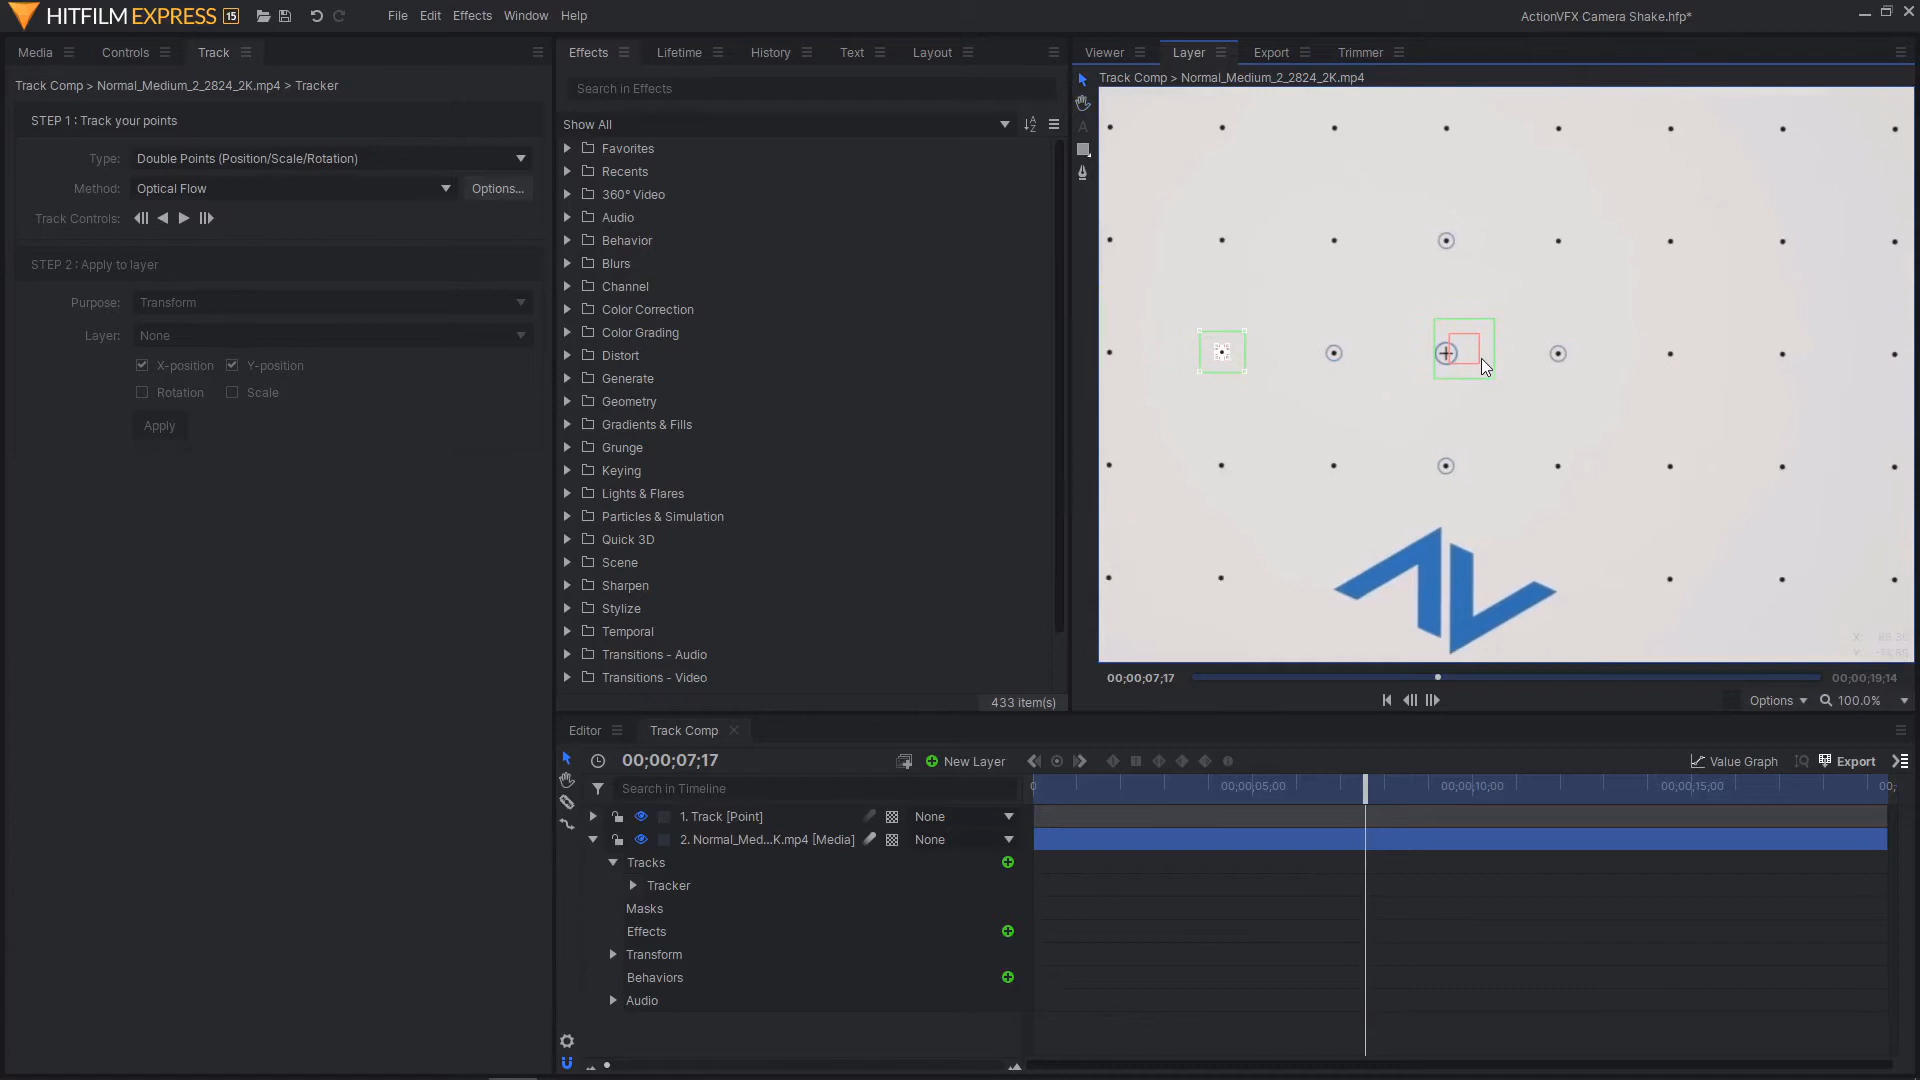 HITFILM EXPRESS 15
File Edit Effects Window Help
ActionVFX Camera Shake.hfp*
Media Controls Track
Track Comp > Normal_Medium_2_2824_2K.mp4 > Tracker
STEP 1 : Track your points
Type: Double Points (Position/Scale/Rotation)
Method: Optical Flow Options...
Track Controls:
STEP 2 : Apply to layer
Purpose: Transform
Layer: None
X-position Y-position
Rotation Scale
Apply
Effects Lifetime History Text Layout
Search in Effects
Show All
Favorites
Recents
360° Video
Audio
Behavior
Blurs
Channel
Color Correction
Color Grading
Distort
Generate
Geometry
Gradients & Fills
Grunge
Keying
Lights & Flares
Particles & Simulation
Quick 3D
Scene
Sharpen
Stylize
Temporal
Transitions - Audio
Transitions - Video
433 item(s)
Viewer Layer Export Trimmer
Track Comp > Normal_Medium_2_2824_2K.mp4
X:
Y:
00;00;07;17 00;00;19;14
Options 100.0%
Editor Track Comp
00;00;07;17 New Layer Value Graph Export
Search in Timeline
0 00;00;05;00 00;00;10;00 00;00;15;00 00;
1. Track [Point] None
2. Normal_Med...K.mp4 [Media] None
Tracks
Tracker
Masks
Effects
Transform
Behaviors
Audio